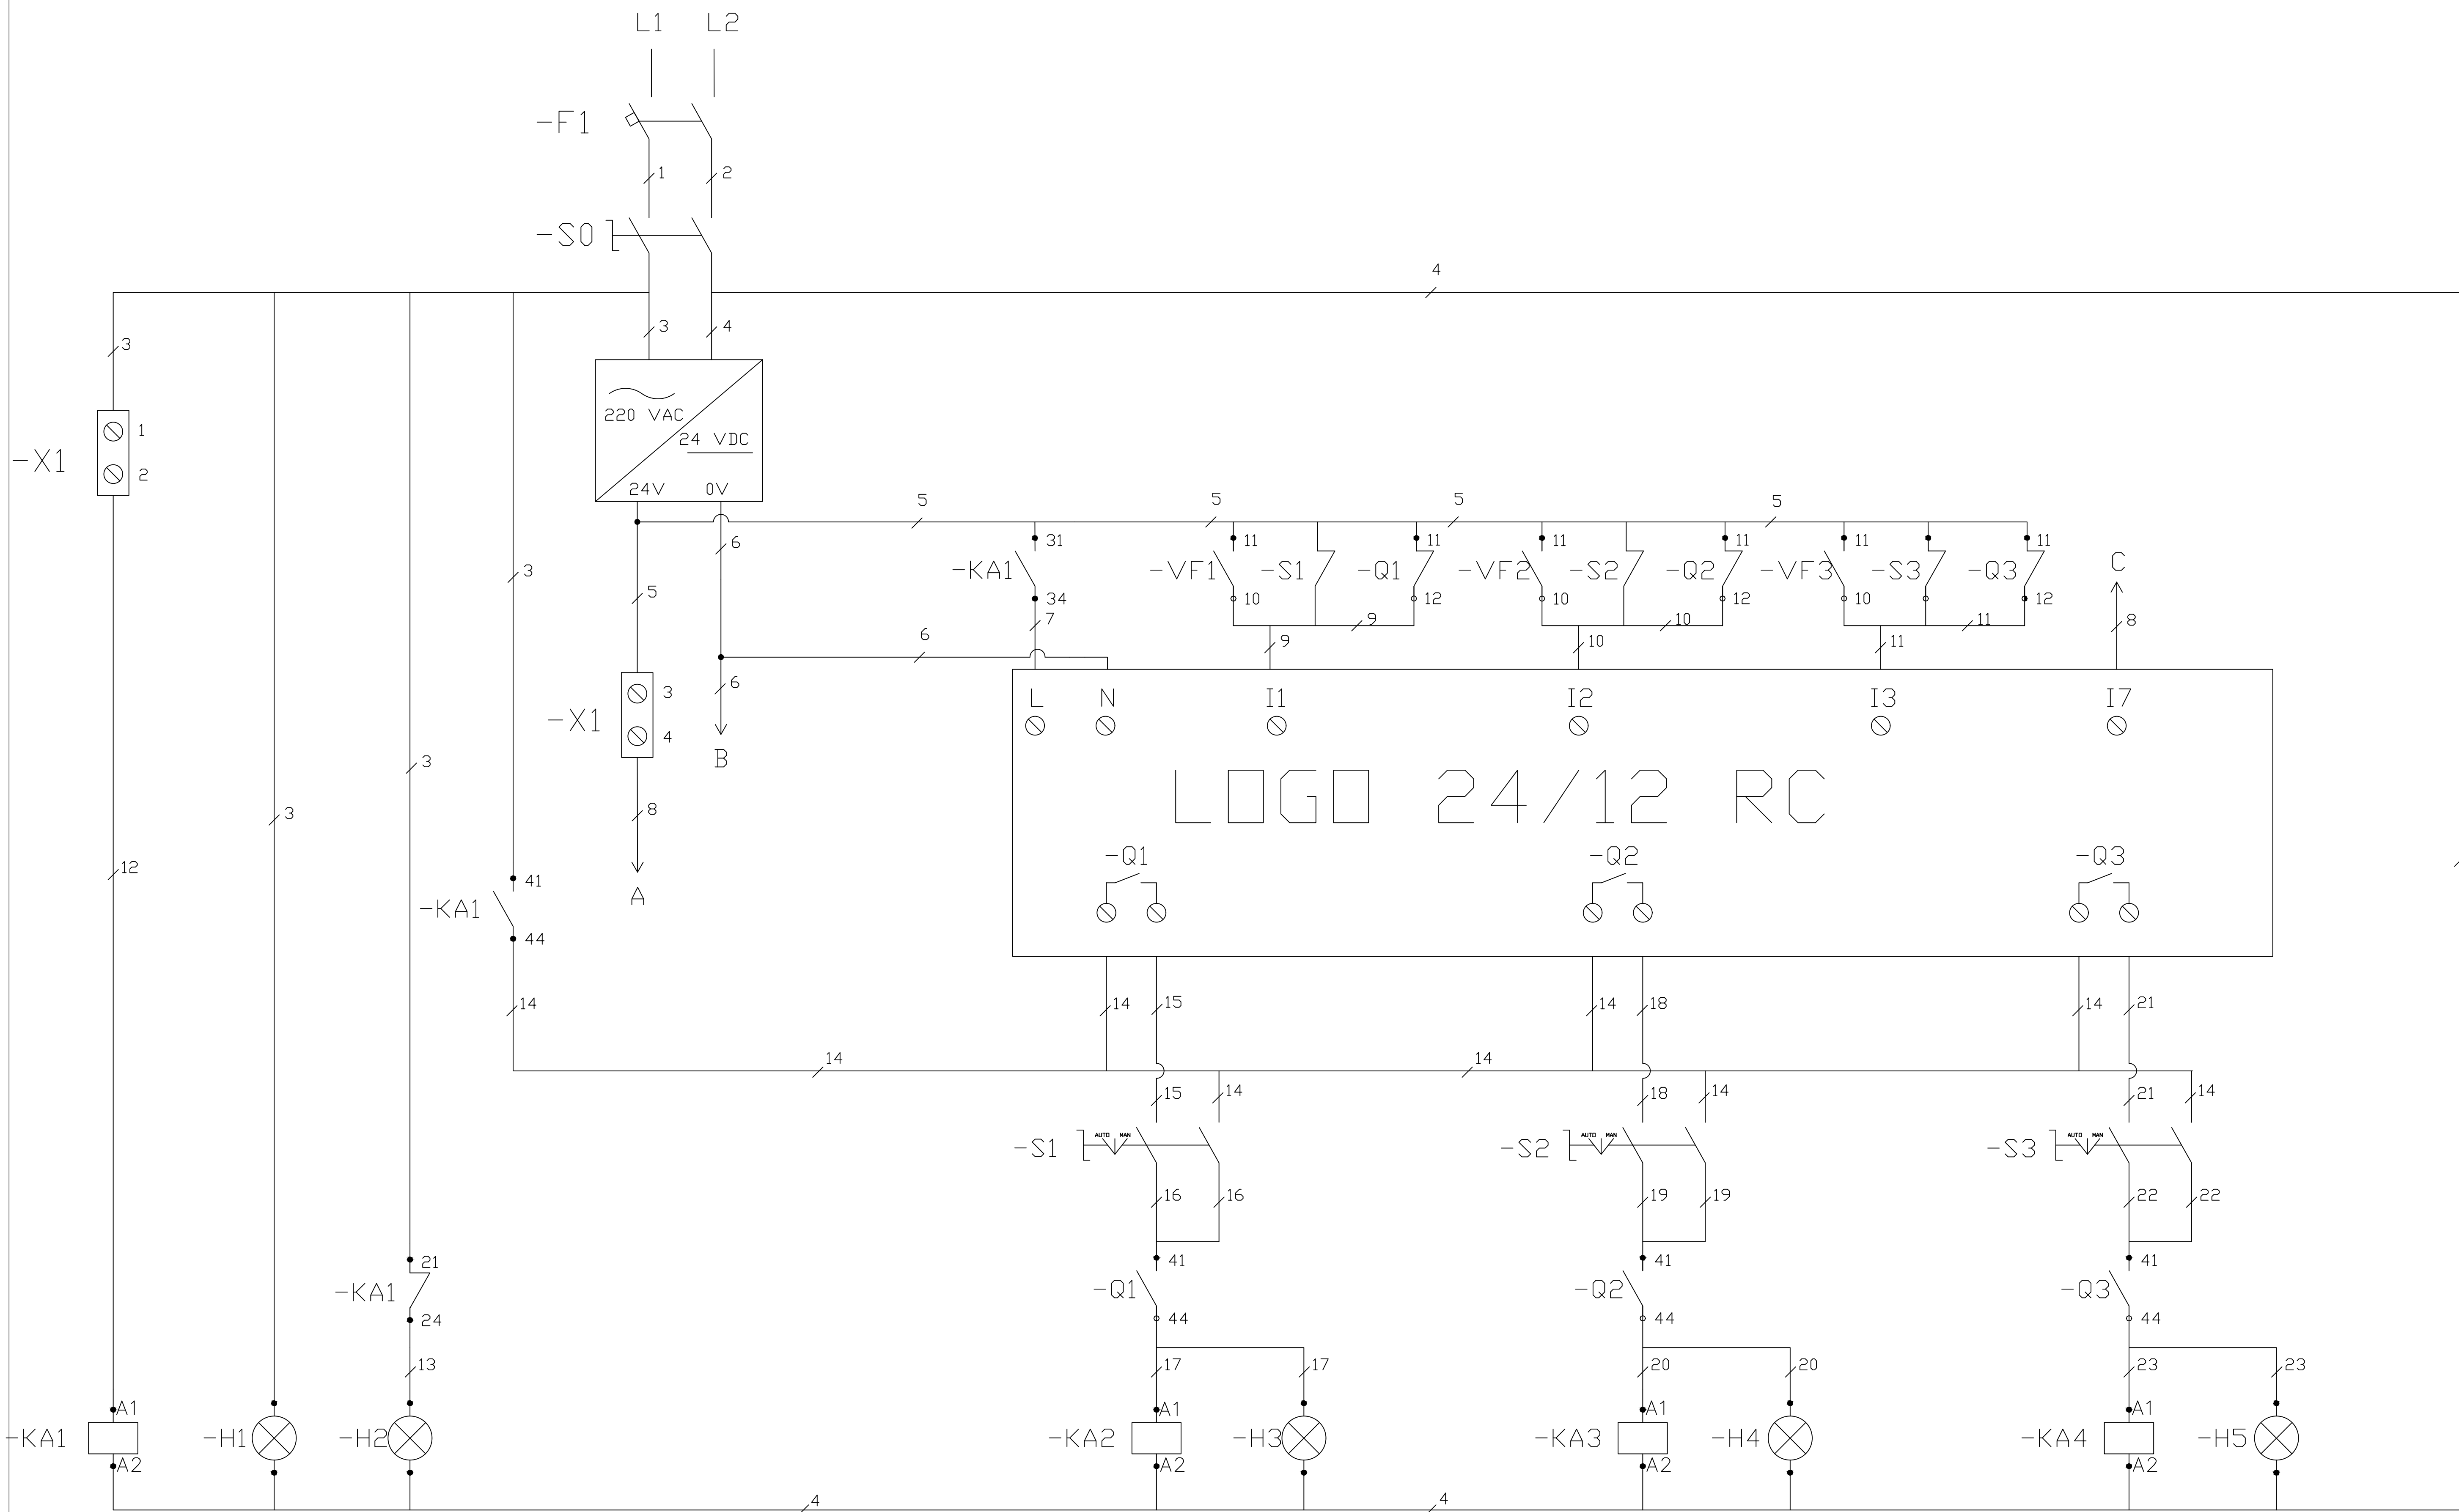 L1 L2
-F1
1 2
-S0
4
3 3 4
220 VAC
24 VDC
24V 0V
-X1 1
2
5 5 5 5
6
31 11 11 11 11 11 11
-KA1 -VF1 -S1 -Q1 -VF2 -S2 -Q2 -VF3 -S3 -Q3 C
3 5 34 10 12 10 12 10 12
7 9 10 11 8
6 9 10 11
-X1 3 6
4
L N I1 I2 I3 I7
B
3
LOGO 24/12 RC
3 8
12
-Q1 -Q2 -Q3
41 A
-KA1
44
14 14 15 14 18 14 21
14 14
15 14 18 14 21 14
AUTO MAN AUTO MAN AUTO MAN
-S1 -S2 -S3
16 16 19 19 22 22
21 41 41 41
-KA1 -Q1 -Q2 -Q3
24 44 44 44
13 17 17 20 20 23 23
A1 A1 A1 A1
-KA1 -H1 -H2 -KA2 -H3 -KA3 -H4 -KA4 -H5
A2 A2 A2 A2
4 4